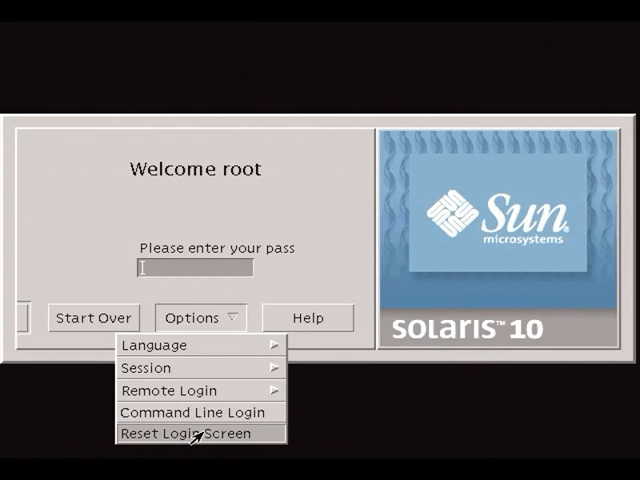 Welcome root
Please enter your pass
Start Over
Options
Help
Language
Session
Remote Login
Command Line Login
Reset Login Screen
Sun
microsystems
SOLARIS™ 10